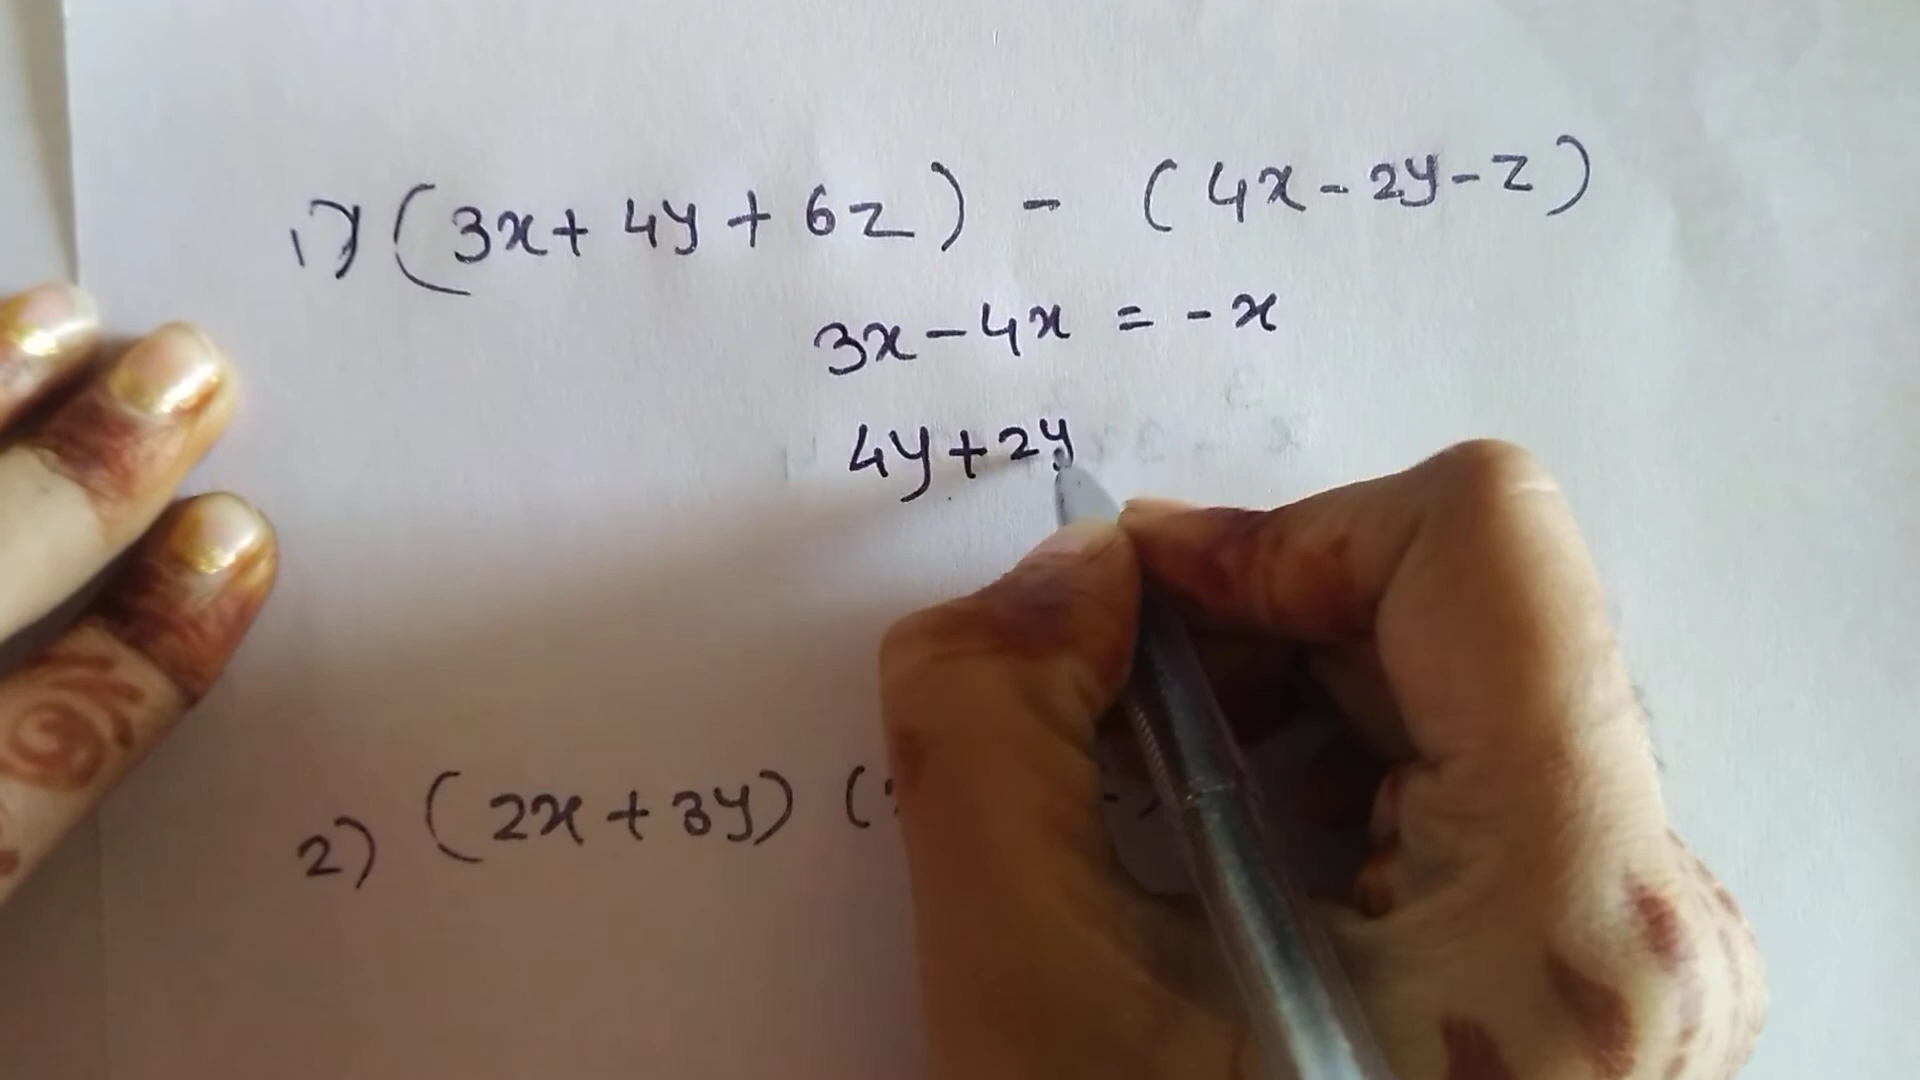 1) (3x + 4y + 6z) - (4x - 2y - z)
3x - 4x = - x
4y + 2y
2) (2x + 3y) (